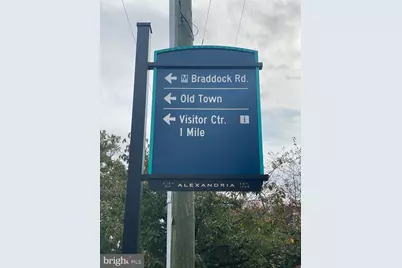 ← M Braddock Rd.
← Old Town
← Visitor Ctr. i
1 Mile
ALEXANDRIA
bright MLS